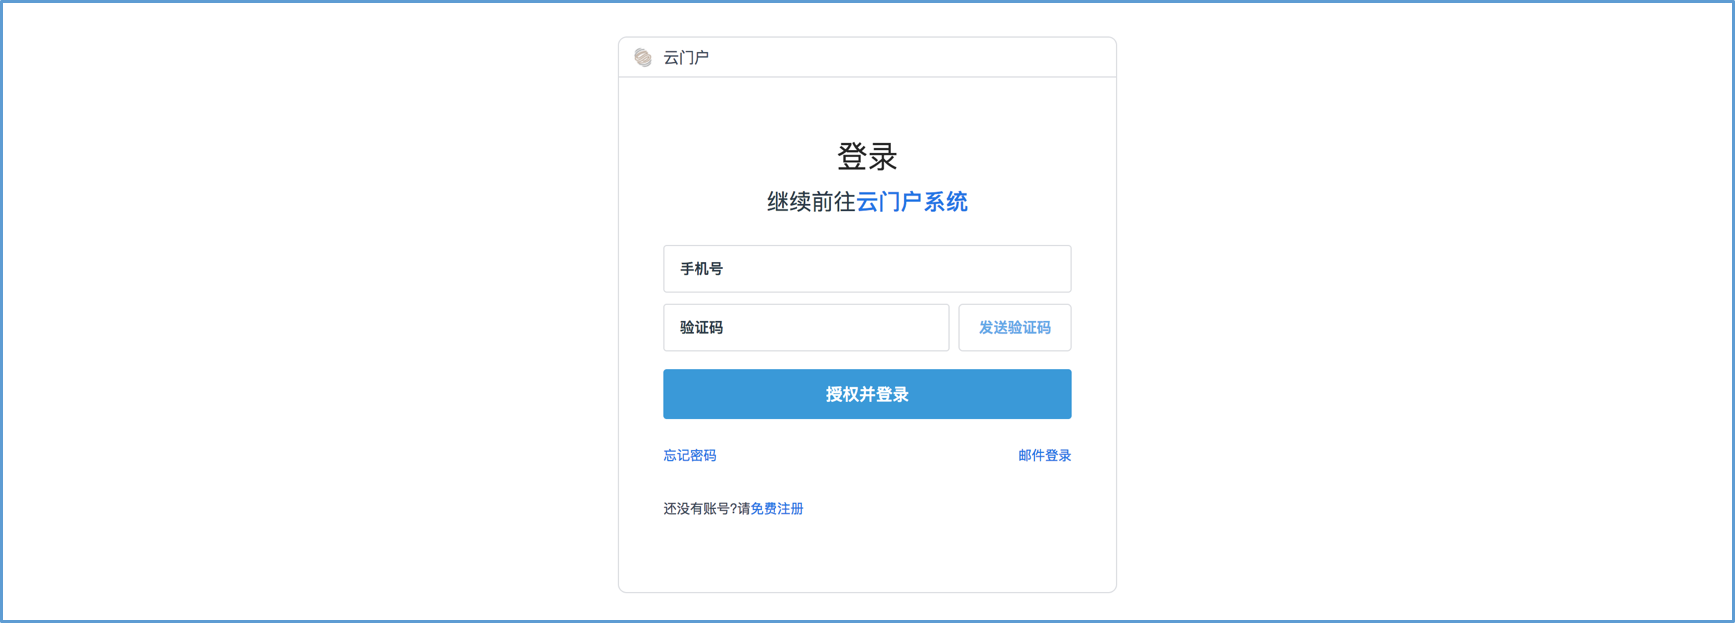 云门户
登录
继续前往云门户系统
手机号
验证码
发送验证码
授权并登录
忘记密码
邮件登录
还没有账号?请免费注册